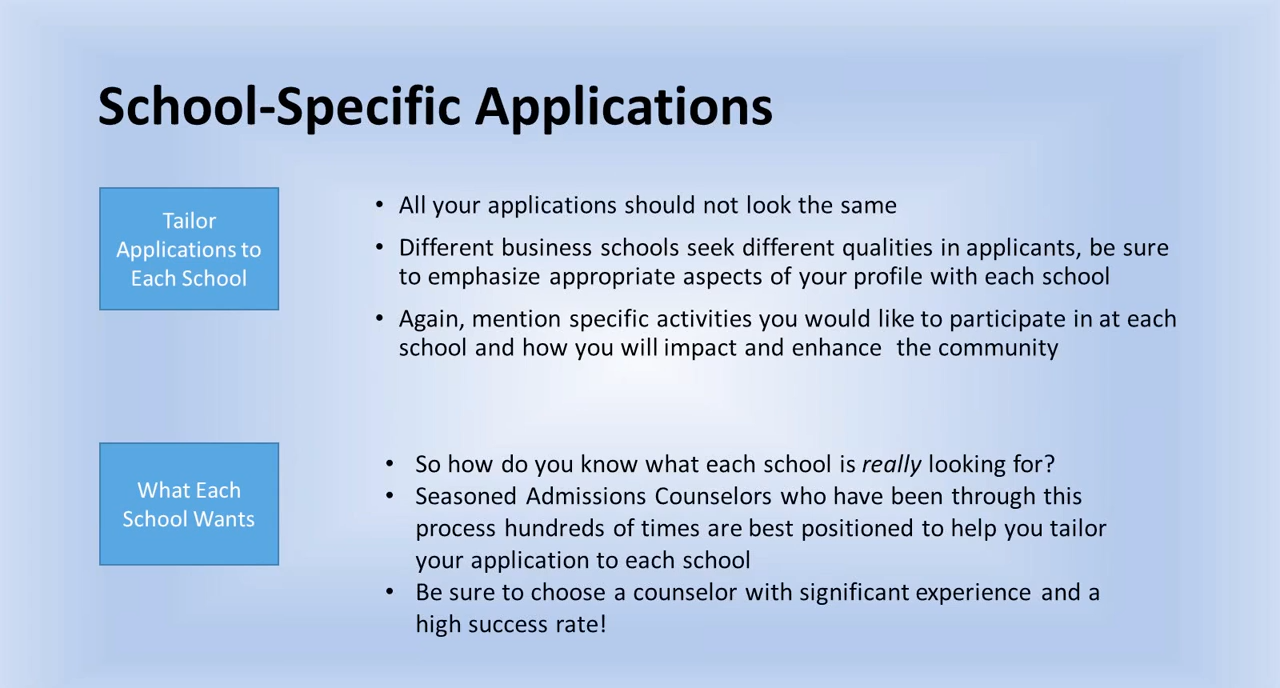 School-Specific Applications
Tailor
Applications to
Each School
• All your applications should not look the same
• Different business schools seek different qualities in applicants, be sure
to emphasize appropriate aspects of your profile with each school
• Again, mention specific activities you would like to participate in at each
school and how you will impact and enhance  the community
What Each
School Wants
• So how do you know what each school is really looking for?
• Seasoned Admissions Counselors who have been through this
process hundreds of times are best positioned to help you tailor
your application to each school
• Be sure to choose a counselor with significant experience and a
high success rate!